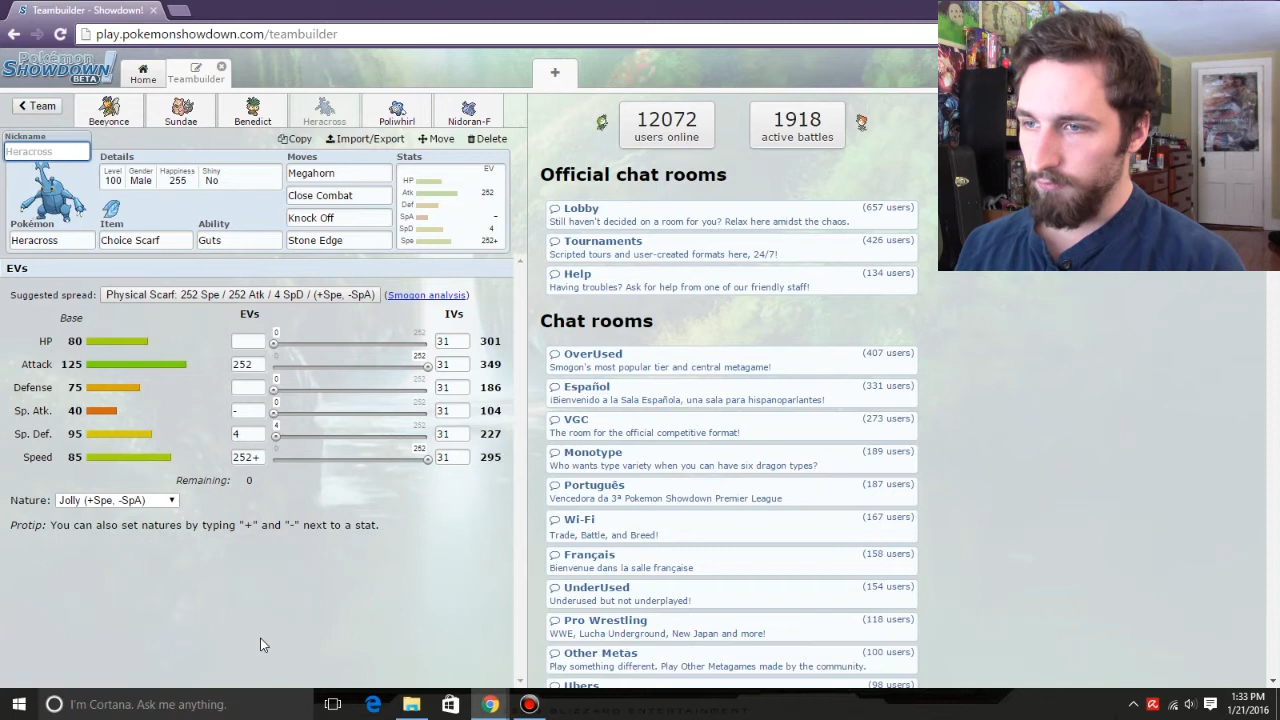 Teambuilder - Showdown!
play.pokemonshowdown.com/teambuilder
Pokémon
Showdown!
BETA
Home
Teambuilder
+
Team
Beeyonce
Sundae
Benedict
Heracross
Poliwhirl
Nidoran-F
Copy Import/Export Move Delete
Nickname
Heracross
Details
Level Gender Happiness Shiny
100 Male 255 No
Pokémon
Heracross
Item
Choice Scarf
Ability
Guts
Moves
Megahorn
Close Combat
Knock Off
Stone Edge
Stats
EV
HP
Atk 252
Def
SpA -
SpD 4
Spe 252+
EVs
Suggested spread: Physical Scarf: 252 Spe / 252 Atk / 4 SpD / (+Spe, -SpA) (Smogon analysis)
Base EVs IVs
HP 80 0 252 31 301
Attack 125 252 0 252 31 349
Defense 75 0 252 31 186
Sp. Atk. 40 - 0 252 31 104
Sp. Def. 95 4 4 252 31 227
Speed 85 252+ 0 252 31 295
Remaining: 0
Nature: Jolly (+Spe, -SpA)
Protip: You can also set natures by typing "+" and "-" next to a stat.
12072
users online
1918
active battles
Official chat rooms
Lobby (657 users)
Still haven't decided on a room for you? Relax here amidst the chaos.
Tournaments (426 users)
Scripted tours and user-created formats here, 24/7!
Help (134 users)
Having troubles? Ask for help from one of our friendly staff!
Chat rooms
OverUsed (407 users)
Smogon's most popular tier and central metagame!
Español (331 users)
¡Bienvenido a la Sala Española, una sala para hispanoparlantes!
VGC (273 users)
The room for the official competitive format!
Monotype (189 users)
Who wants type variety when you can have six dragon types?
Português (187 users)
Vencedora da 3ª Pokemon Showdown Premier League
Wi-Fi (167 users)
Trade, Battle, and Breed!
Français (158 users)
Bienvenue dans la salle française
UnderUsed (154 users)
Underused but not underplayed!
Pro Wrestling (118 users)
WWE, Lucha Underground, New Japan and more!
Other Metas (100 users)
Play something different. Play Other Metagames made by the community.
Ubers (98 users)
I'm Cortana. Ask me anything.
1:33 PM
1/21/2016